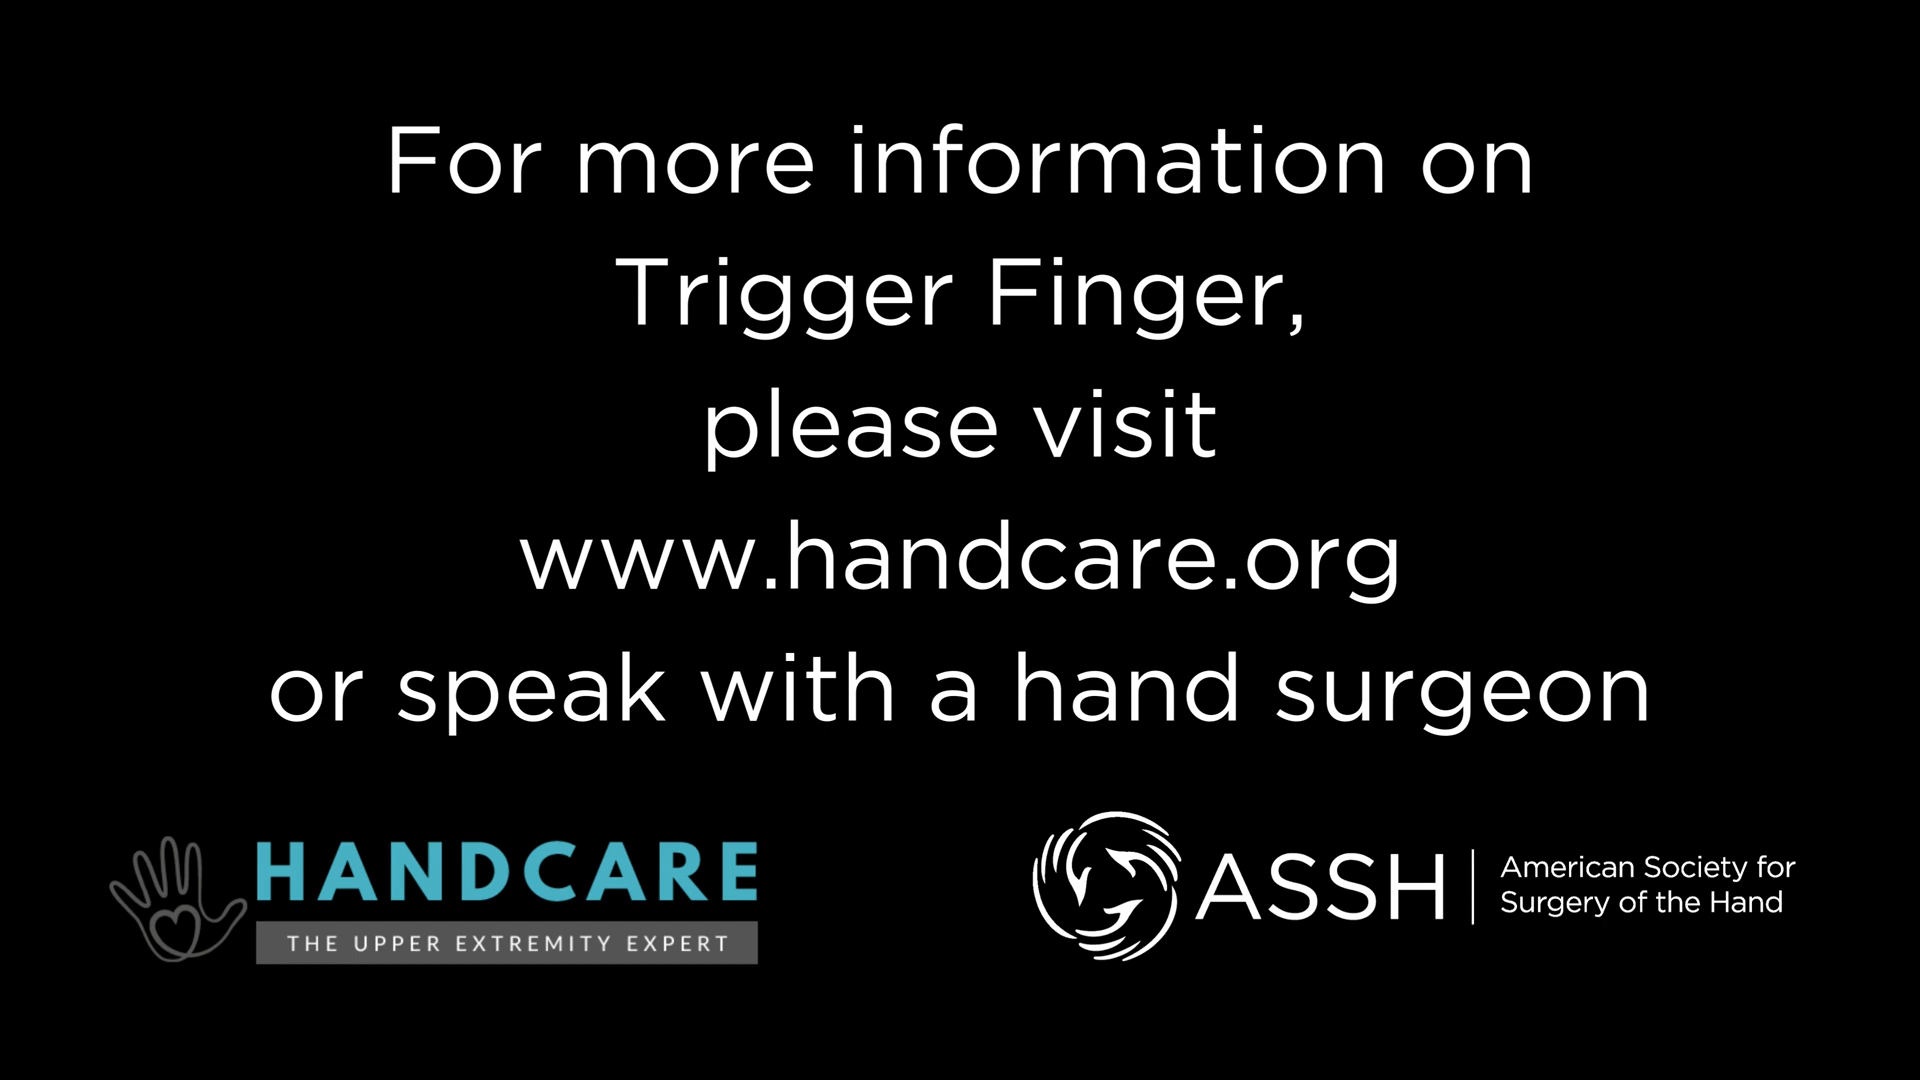 For more information on
Trigger Finger,
please visit
www.handcare.org
or speak with a hand surgeon
HANDCARE
THE UPPER EXTREMITY EXPERT
ASSH
American Society for
Surgery of the Hand